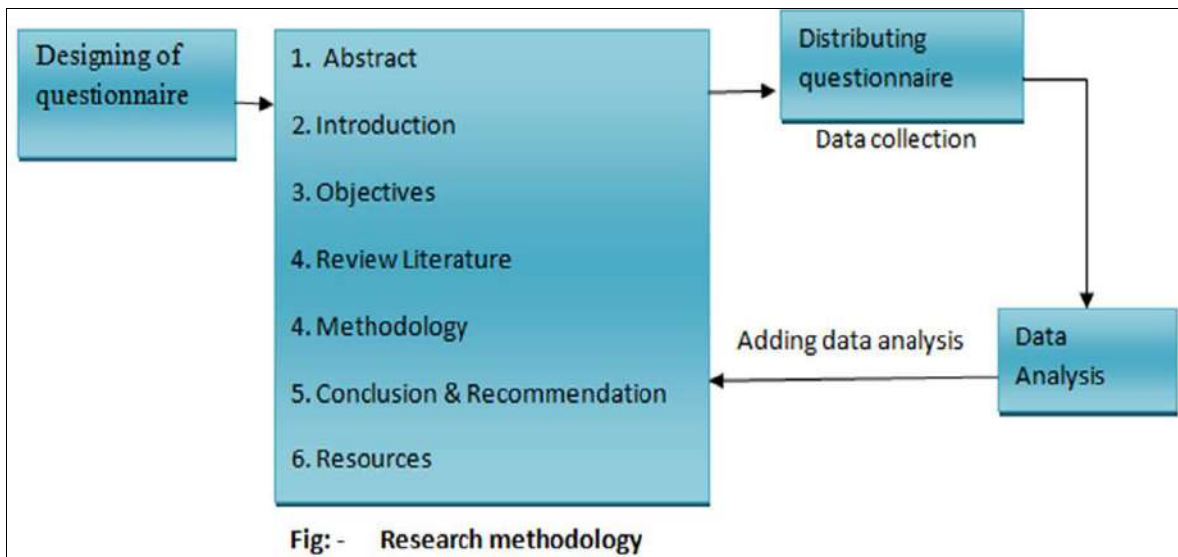 Designing of
questionnaire
1. Abstract
2. Introduction
3. Objectives
4. Review Literature
4. Methodology
5. Conclusion & Recommendation
6. Resources
Distributing
questionnaire
Data collection
Data
Analysis
Adding data analysis
Fig: - Research methodology